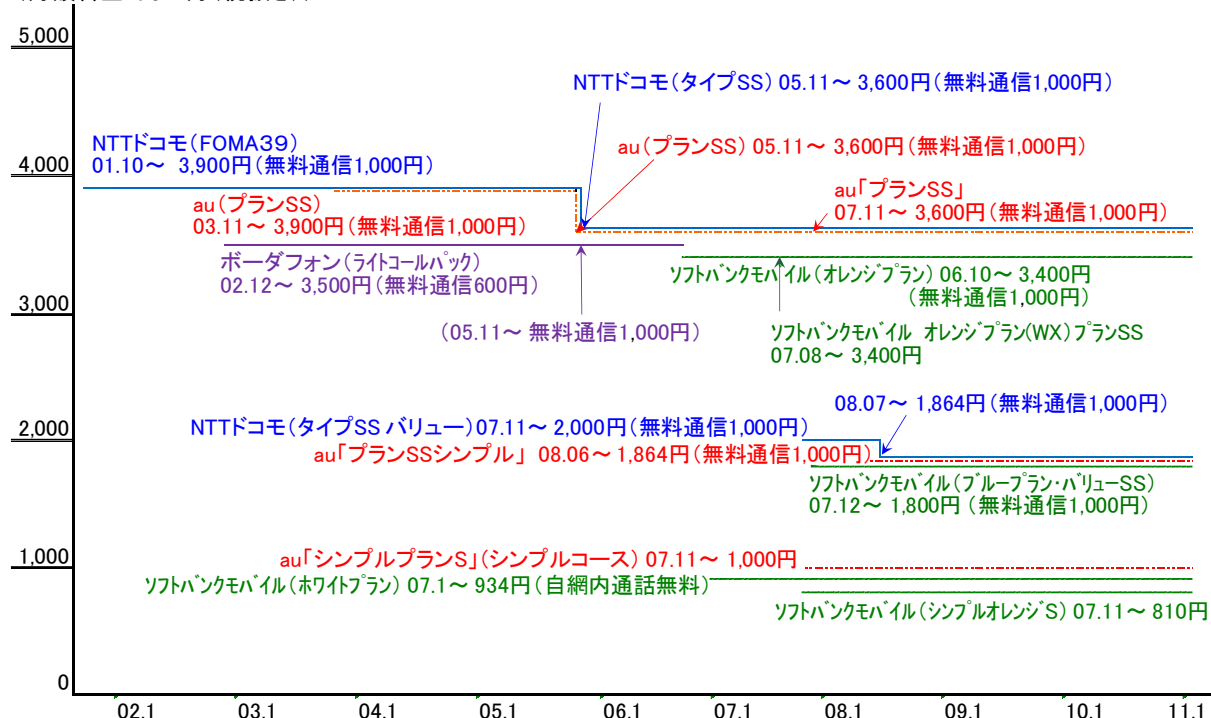 5,000
NTTドコモ(タイプSS) 05.11～ 3,600円(無料通信1,000円)
NTTドコモ(FOMA39)
01.10～ 3,900円(無料通信1,000円)
au(プランSS) 05.11～ 3,600円(無料通信1,000円)
4,000
au(プランSS)
03.11～ 3,900円(無料通信1,000円)
au「プランSS」
07.11～ 3,600円(無料通信1,000円)
ボーダフォン(ライトコールパック)
02.12～ 3,500円(無料通信600円)
ソフトバンクモバイル(オレンジプラン) 06.10～ 3,400円
(無料通信1,000円)
3,000
(05.11～ 無料通信1,000円)
ソフトバンクモバイル オレンジプラン(WX)プランSS
07.08～ 3,400円
08.07～ 1,864円(無料通信1,000円)
2,000
NTTドコモ(タイプSS バリュー)07.11～ 2,000円(無料通信1,000円)
au「プランSSシンプル」 08.06～ 1,864円(無料通信1,000円)
ソフトバンクモバイル(ブループラン・バリューSS)
07.12～ 1,800円 (無料通信1,000円)
1,000
au「シンプルプランS」(シンプルコース) 07.11～ 1,000円
ソフトバンクモバイル(ホワイトプラン) 07.1～ 934円(自網内通話無料)
ソフトバンクモバイル(シンプルオレンジS) 07.11～ 810円
0
02.1 03.1 04.1 05.1 06.1 07.1 08.1 09.1 10.1 11.1